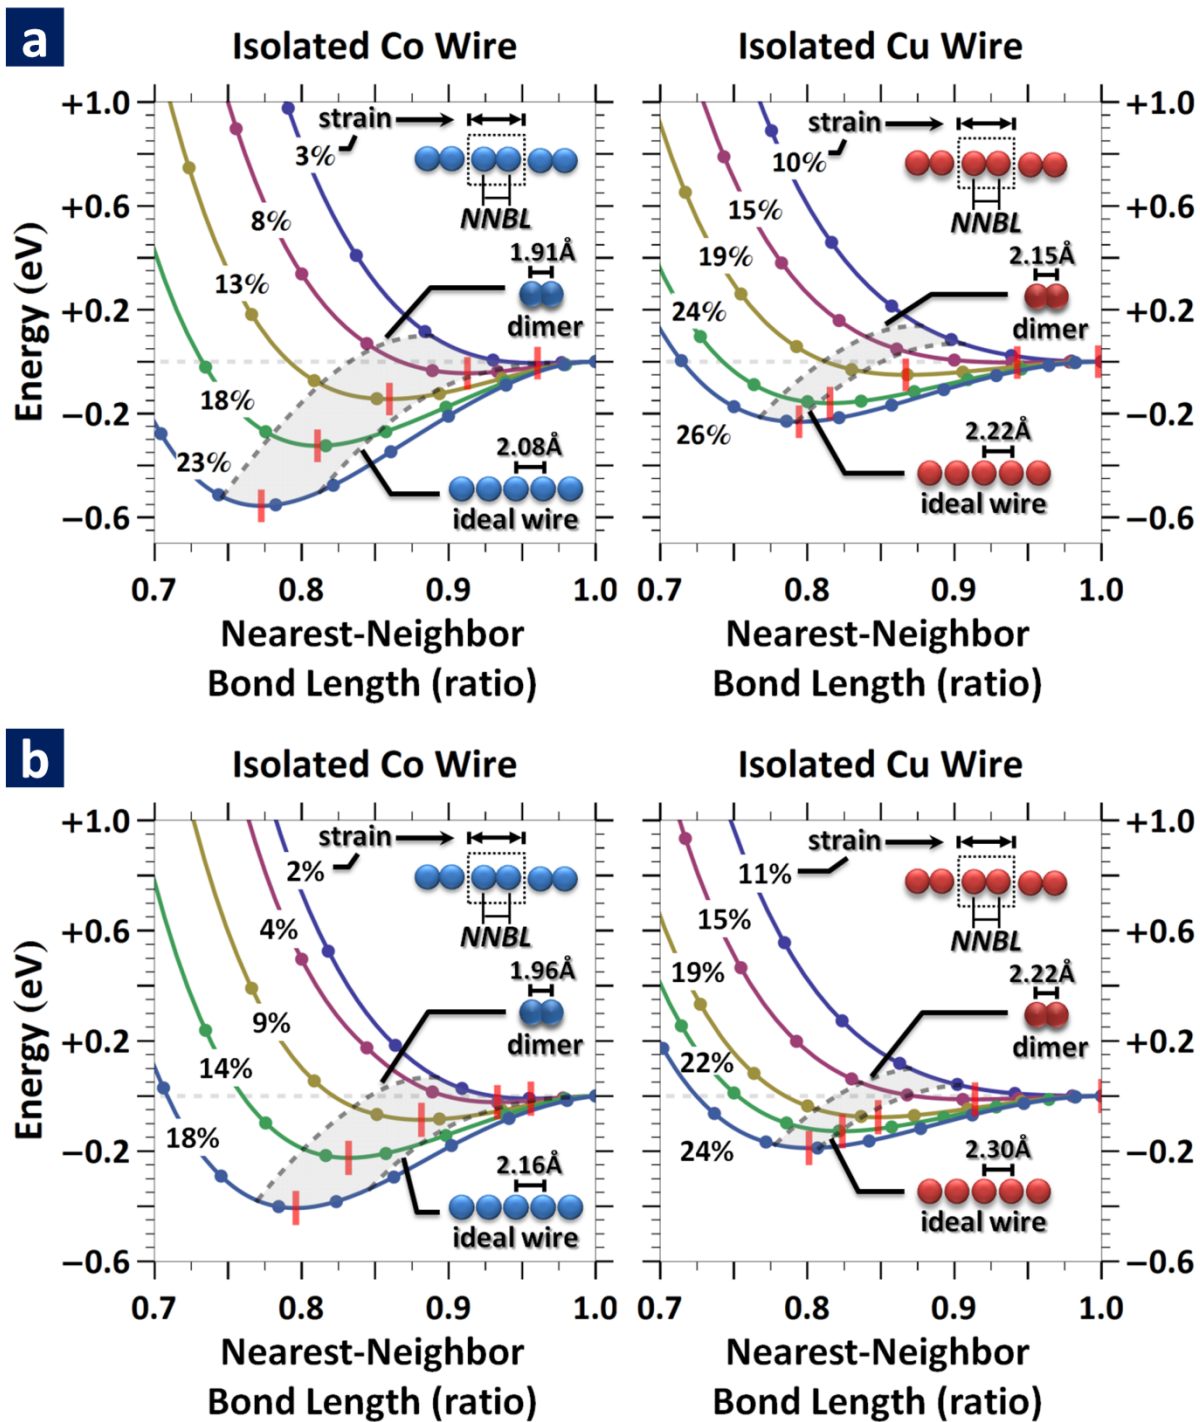 a
Isolated Co Wire
Isolated Cu Wire
+1.0
+0.6
+0.2
−0.2
−0.6
Energy (eV)
strain
3%
8%
13%
18%
23%
NNBL
1.91Å
dimer
2.08Å
ideal wire
0.7 0.8 0.9 1.0
Nearest-Neighbor
Bond Length (ratio)
strain
10%
15%
19%
24%
26%
NNBL
2.15Å
dimer
2.22Å
ideal wire
+1.0
+0.6
+0.2
−0.2
−0.6
0.7 0.8 0.9 1.0
Nearest-Neighbor
Bond Length (ratio)
b
Isolated Co Wire
Isolated Cu Wire
+1.0
+0.6
+0.2
−0.2
−0.6
Energy (eV)
strain
2%
4%
9%
14%
18%
NNBL
1.96Å
dimer
2.16Å
ideal wire
0.7 0.8 0.9 1.0
Nearest-Neighbor
Bond Length (ratio)
strain
11%
15%
19%
22%
24%
NNBL
2.22Å
dimer
2.30Å
ideal wire
+1.0
+0.6
+0.2
−0.2
−0.6
0.7 0.8 0.9 1.0
Nearest-Neighbor
Bond Length (ratio)